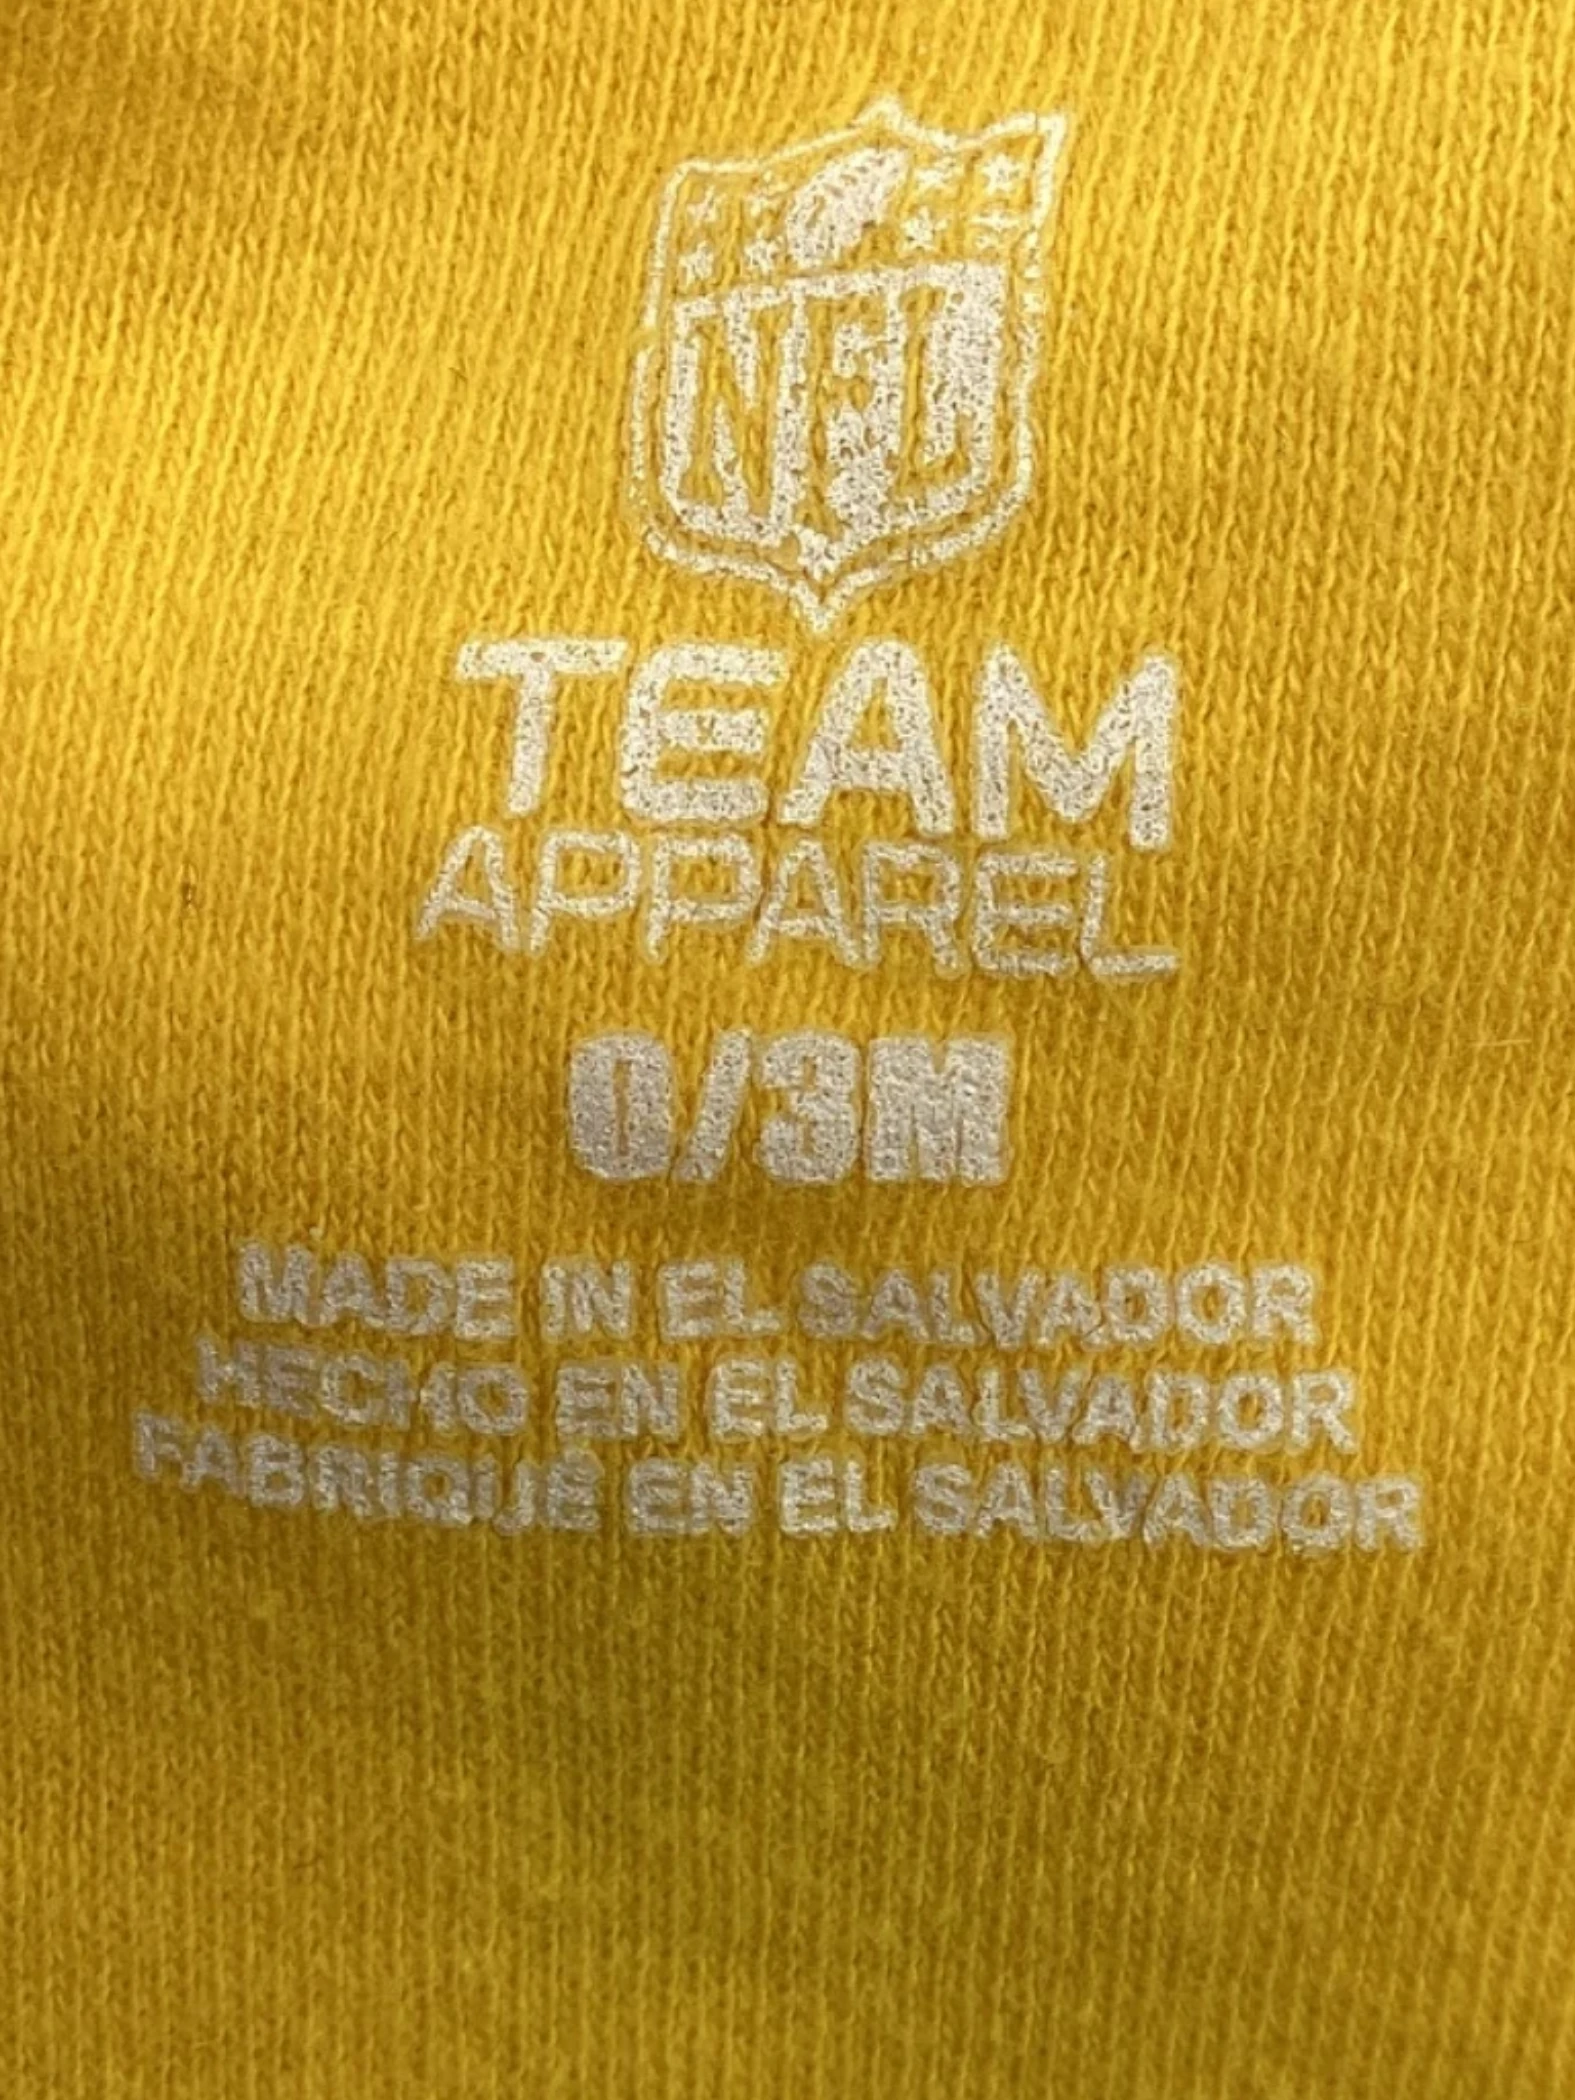 NFL
TEAM
APPAREL
0/3M
MADE IN EL SALVADOR
HECHO EN EL SALVADOR
FABRIQUÉ EN EL SALVADOR